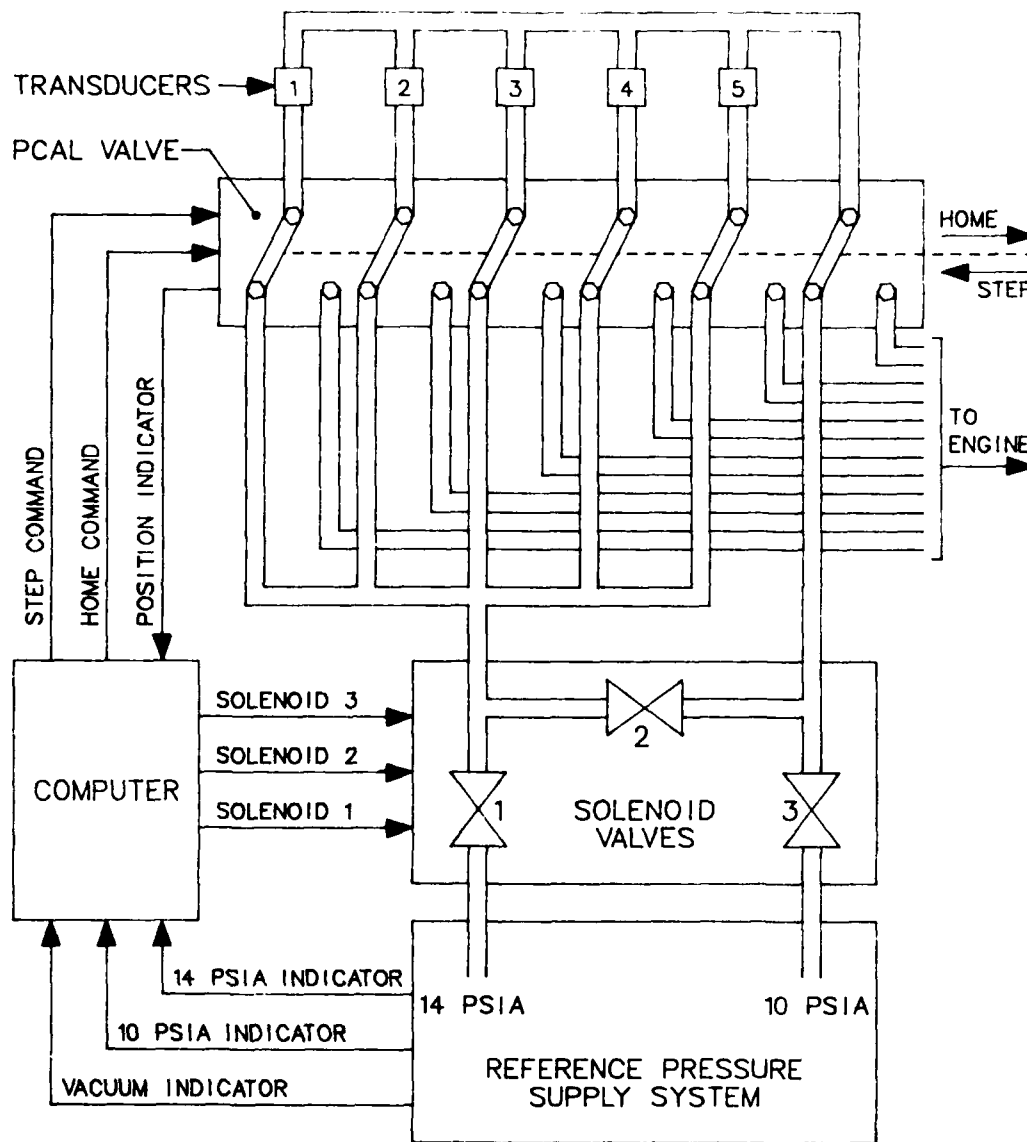 TRANSDUCERS
1
2
3
4
5
PCAL VALVE
HOME
STEP
TO
ENGINE
STEP COMMAND
HOME COMMAND
POSITION INDICATOR
COMPUTER
SOLENOID 3
SOLENOID 2
SOLENOID 1
2
1
3
SOLENOID
VALVES
14 PSIA INDICATOR
10 PSIA INDICATOR
VACUUM INDICATOR
14 PSIA
10 PSIA
REFERENCE PRESSURE
SUPPLY SYSTEM